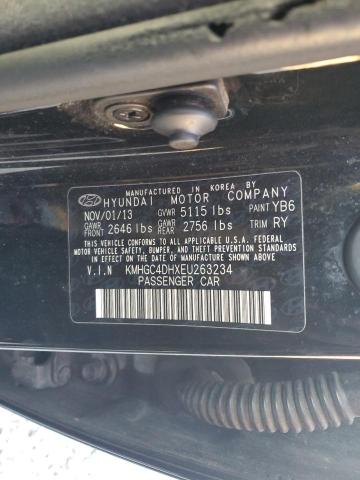 MANUFACTURED IN KOREA BY
HYUNDAI MOTOR COMPANY
NOV/01/13 GVWR 5115 lbs PAINT YB6
GAWR FRONT 2646 lbs GAWR REAR 2756 lbs TRIM RY
THIS VEHICLE CONFORMS TO ALL APPLICABLE U.S.A. FEDERAL
MOTOR VEHICLE SAFETY, BUMPER, AND THEFT PREVENTION
STANDARDS IN EFFECT ON THE DATE OF MANUFACTURE SHOWN ABOVE.
V.I.N KMHGC4DHXEU263234
PASSENGER CAR